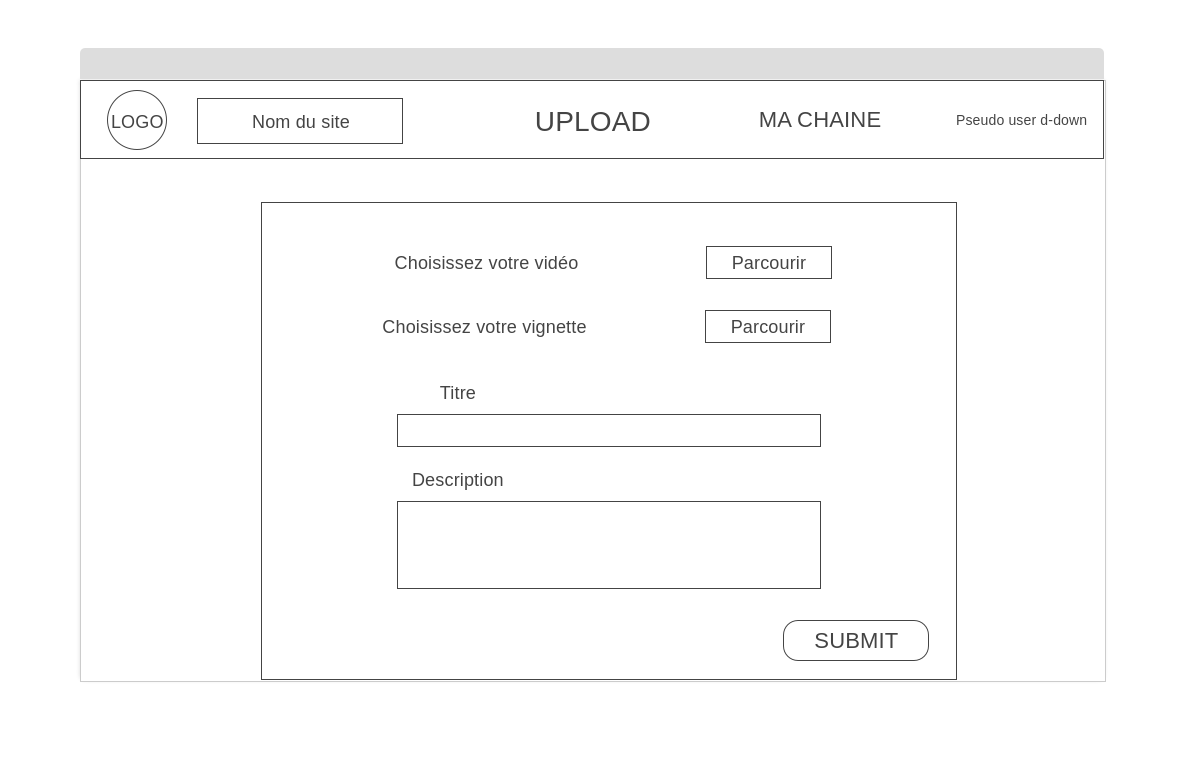 LOGO
Nom du site
UPLOAD
MA CHAINE
Pseudo user d-down
Choisissez votre vidéo
Parcourir
Choisissez votre vignette
Parcourir
Titre
Description
SUBMIT